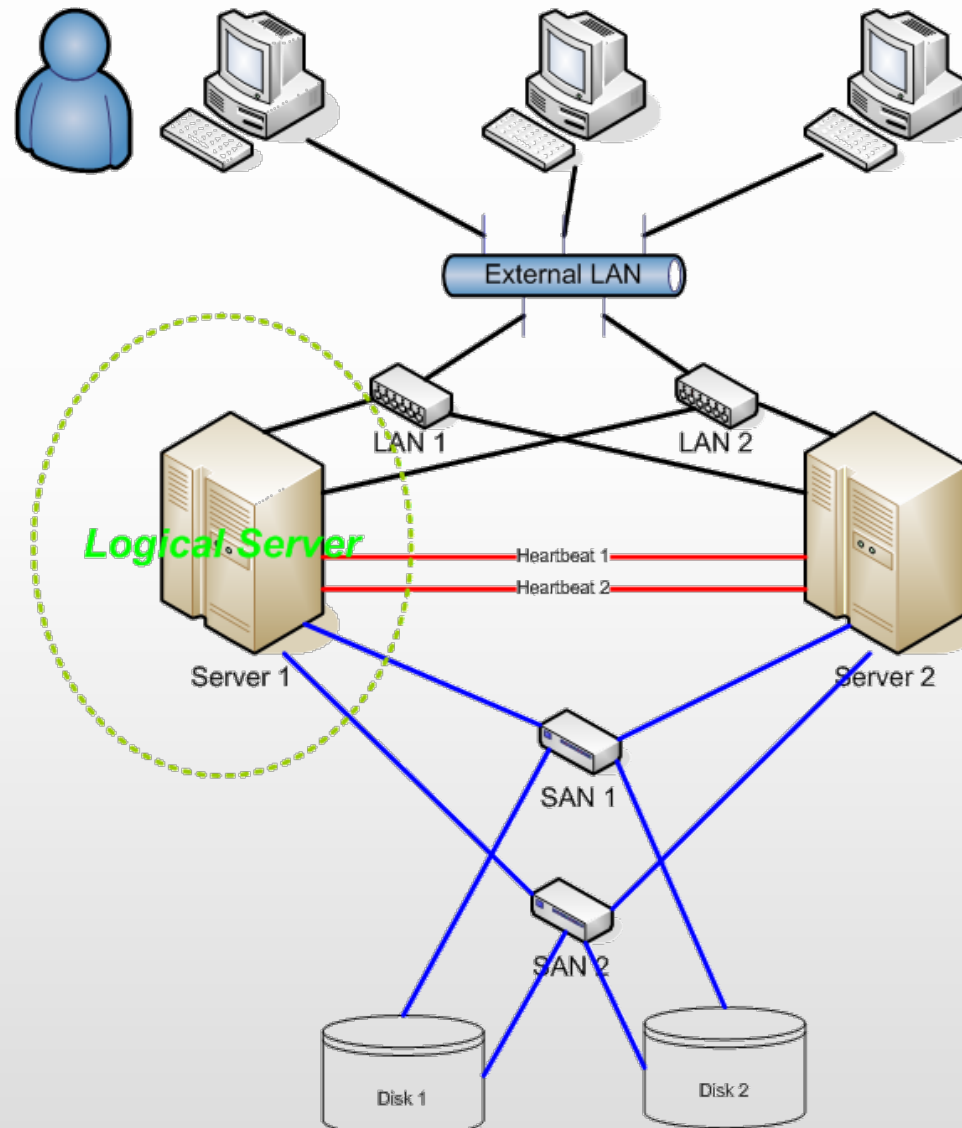 External LAN
LAN 1
LAN 2
Logical Server
Heartbeat 1
Heartbeat 2
Server 1
Server 2
SAN 1
SAN 2
Disk 1
Disk 2